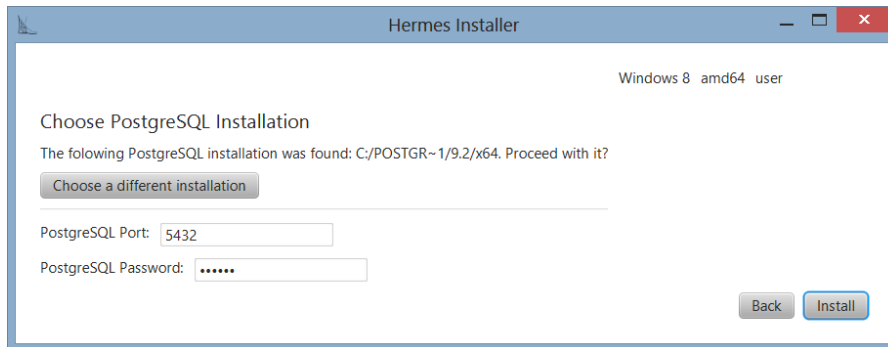 Hermes Installer
Windows 8 amd64 user
Choose PostgreSQL Installation
The folowing PostgreSQL installation was found: C:/POSTGR~1/9.2/x64. Proceed with it?
Choose a different installation
PostgreSQL Port: 5432
PostgreSQL Password: ••••••
Back Install